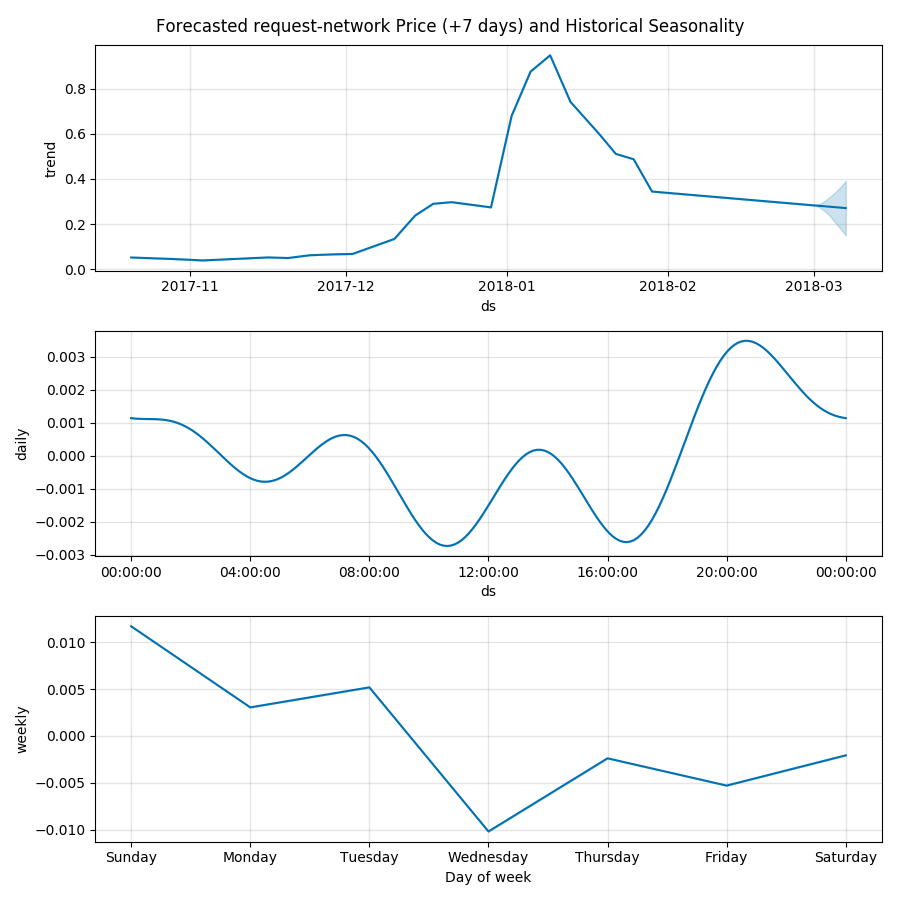 Forecasted request-network Price (+7 days) and Historical Seasonality
trend
0.8
0.6
0.4
0.2
0.0
2017-11 2017-12 2018-01 2018-02 2018-03
ds
daily
0.003
0.002
0.001
0.000
−0.001
−0.002
−0.003
00:00:00 04:00:00 08:00:00 12:00:00 16:00:00 20:00:00 00:00:00
ds
weekly
0.010
0.005
0.000
−0.005
−0.010
Sunday Monday Tuesday Wednesday Thursday Friday Saturday
Day of week